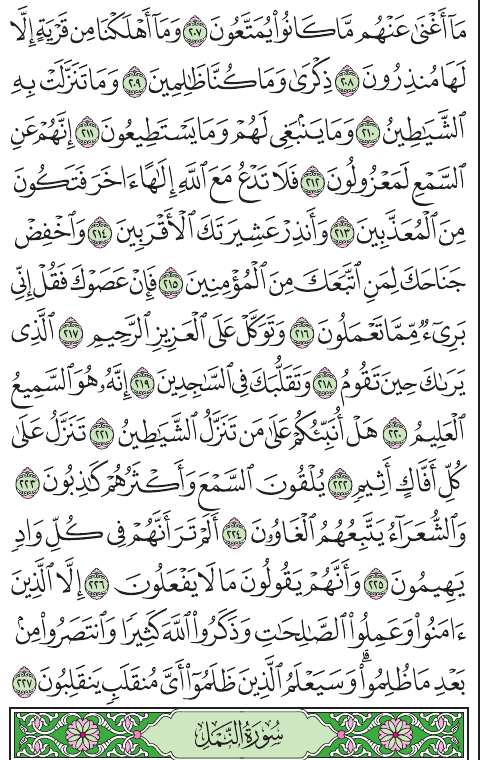 مَآ أَغْنَىٰ عَنْهُم مَّا كَانُوا۟ يُمَتَّعُونَ ٢٠٧ وَمَآ أَهْلَكْنَا مِن قَرْيَةٍ إِلَّا
لَهَا مُنذِرُونَ ٢٠٨ ذِكْرَىٰ وَمَا كُنَّا ظَٰلِمِينَ ٢٠٩ وَمَا تَنَزَّلَتْ بِهِ
ٱلشَّيَٰطِينُ ٢١٠ وَمَا يَنۢبَغِى لَهُمْ وَمَا يَسْتَطِيعُونَ ٢١١ إِنَّهُمْ عَنِ
ٱلسَّمْعِ لَمَعْزُولُونَ ٢١٢ فَلَا تَدْعُ مَعَ ٱللَّهِ إِلَٰهًا ءَاخَرَ فَتَكُونَ
مِنَ ٱلْمُعَذَّبِينَ ٢١٣ وَأَنذِرْ عَشِيرَتَكَ ٱلْأَقْرَبِينَ ٢١٤ وَٱخْفِضْ
جَنَاحَكَ لِمَنِ ٱتَّبَعَكَ مِنَ ٱلْمُؤْمِنِينَ ٢١٥ فَإِنْ عَصَوْكَ فَقُلْ إِنِّى
بَرِىٓءٌ مِّمَّا تَعْمَلُونَ ٢١٦ وَتَوَكَّلْ عَلَى ٱلْعَزِيزِ ٱلرَّحِيمِ ٢١٧ ٱلَّذِى
يَرَىٰكَ حِينَ تَقُومُ ٢١٨ وَتَقَلُّبَكَ فِى ٱلسَّٰجِدِينَ ٢١٩ إِنَّهُۥ هُوَ ٱلسَّمِيعُ
ٱلْعَلِيمُ ٢٢٠ هَلْ أُنَبِّئُكُمْ عَلَىٰ مَن تَنَزَّلُ ٱلشَّيَٰطِينُ ٢٢١ تَنَزَّلُ عَلَىٰ
كُلِّ أَفَّاكٍ أَثِيمٍ ٢٢٢ يُلْقُونَ ٱلسَّمْعَ وَأَكْثَرُهُمْ كَٰذِبُونَ ٢٢٣
وَٱلشُّعَرَآءُ يَتَّبِعُهُمُ ٱلْغَاوُۥنَ ٢٢٤ أَلَمْ تَرَ أَنَّهُمْ فِى كُلِّ وَادٍ
يَهِيمُونَ ٢٢٥ وَأَنَّهُمْ يَقُولُونَ مَا لَا يَفْعَلُونَ ٢٢٦ إِلَّا ٱلَّذِينَ
ءَامَنُوا۟ وَعَمِلُوا۟ ٱلصَّٰلِحَٰتِ وَذَكَرُوا۟ ٱللَّهَ كَثِيرًا وَٱنتَصَرُوا۟ مِنۢ
بَعْدِ مَا ظُلِمُوا۟ ۗ وَسَيَعْلَمُ ٱلَّذِينَ ظَلَمُوٓا۟ أَىَّ مُنقَلَبٍ يَنقَلِبُونَ ٢٢٧
سُورَةُ النَّمْلِ